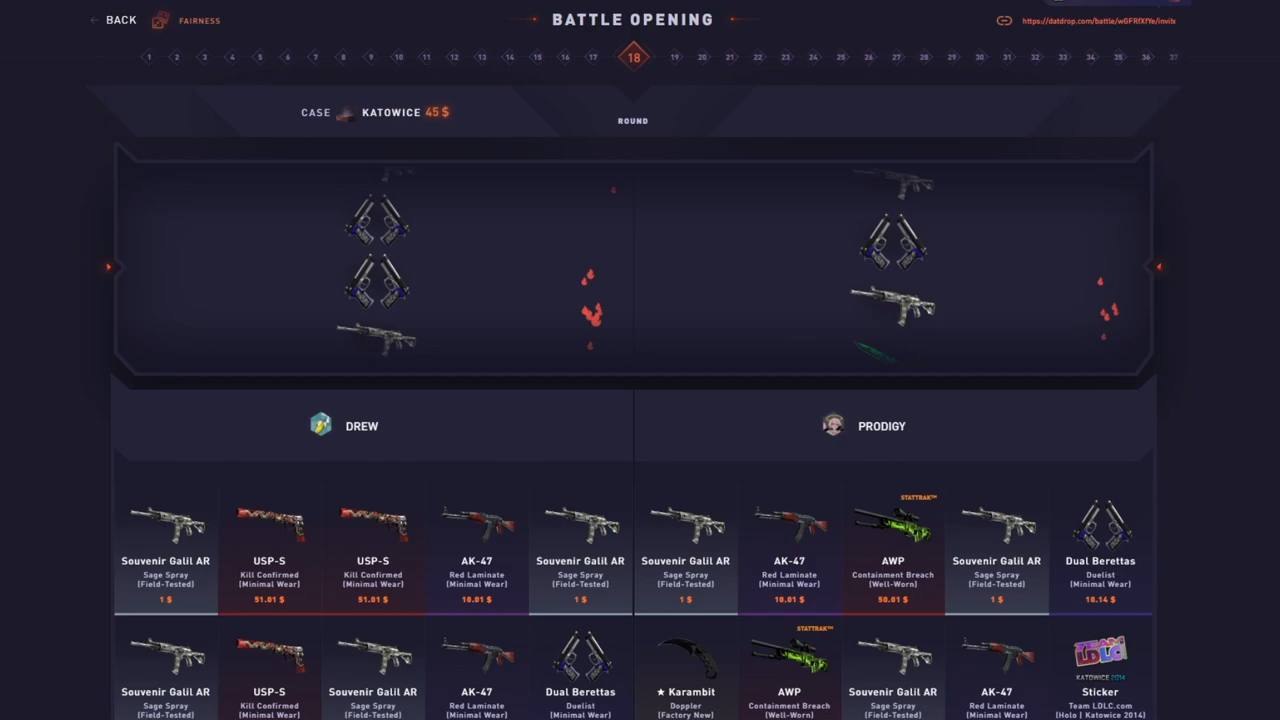 BACK
FAIRNESS
BATTLE OPENING
https://datdrop.com/battle/wGFRfXfYe/invite
1 2 3 4 5 6 7 8 9 10 11 12 13 14 15 16 17 18 19 20 21 22 23 24 25 26 27 28 29 30 31 32 33 34 35 36 37
CASE KATOWICE 45 $
ROUND
DREW
PRODIGY
STATTRAK™
Souvenir Galil AR USP-S USP-S AK-47 Souvenir Galil AR Souvenir Galil AR AK-47 AWP Souvenir Galil AR Dual Berettas
Sage Spray Kill Confirmed Kill Confirmed Red Laminate Sage Spray Sage Spray Red Laminate Containment Breach Sage Spray Duelist
(Field-Tested) (Minimal Wear) (Minimal Wear) (Minimal Wear) (Field-Tested) (Field-Tested) (Minimal Wear) (Well-Worn) (Field-Tested) (Minimal Wear)
1 $ 51.01 $ 51.01 $ 10.01 $ 1 $ 1 $ 10.01 $ 50.01 $ 1 $ 10.14 $
STATTRAK™
TEAM LDLC
KATOWICE 2014
Souvenir Galil AR USP-S Souvenir Galil AR AK-47 Dual Berettas ★ Karambit AWP Souvenir Galil AR AK-47 Sticker
Sage Spray Kill Confirmed Sage Spray Red Laminate Duelist Doppler Containment Breach Sage Spray Red Laminate Team LDLC.com
(Field-Tested) (Minimal Wear) (Field-Tested) (Minimal Wear) (Minimal Wear) (Factory New) (Well-Worn) (Field-Tested) (Minimal Wear) (Holo | Katowice 2014)